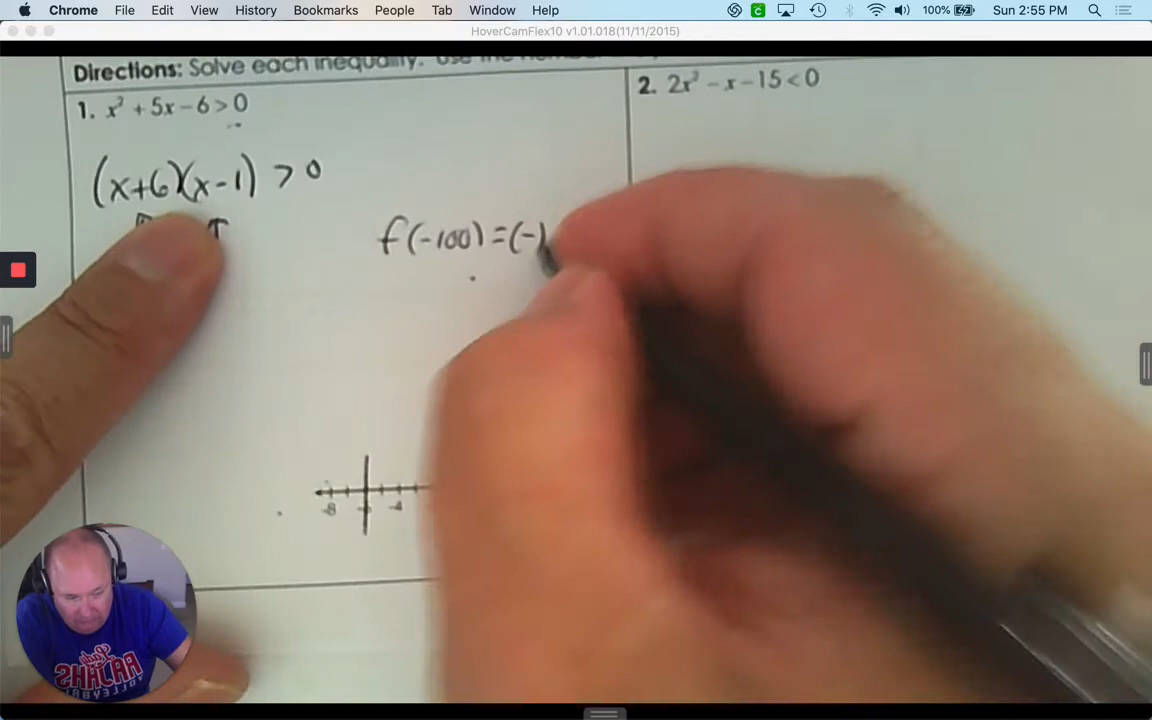 Chrome File Edit View History Bookmarks People Tab Window Help 100% Sun 2:55 PM
HoverCamFlex10 v1.01.018(11/11/2015)
Directions: Solve each inequality.
1. x² + 5x - 6 > 0
2. 2x² - x - 15 < 0
(x+6)(x-1) > 0
f(-100) = (-)
-8 -4